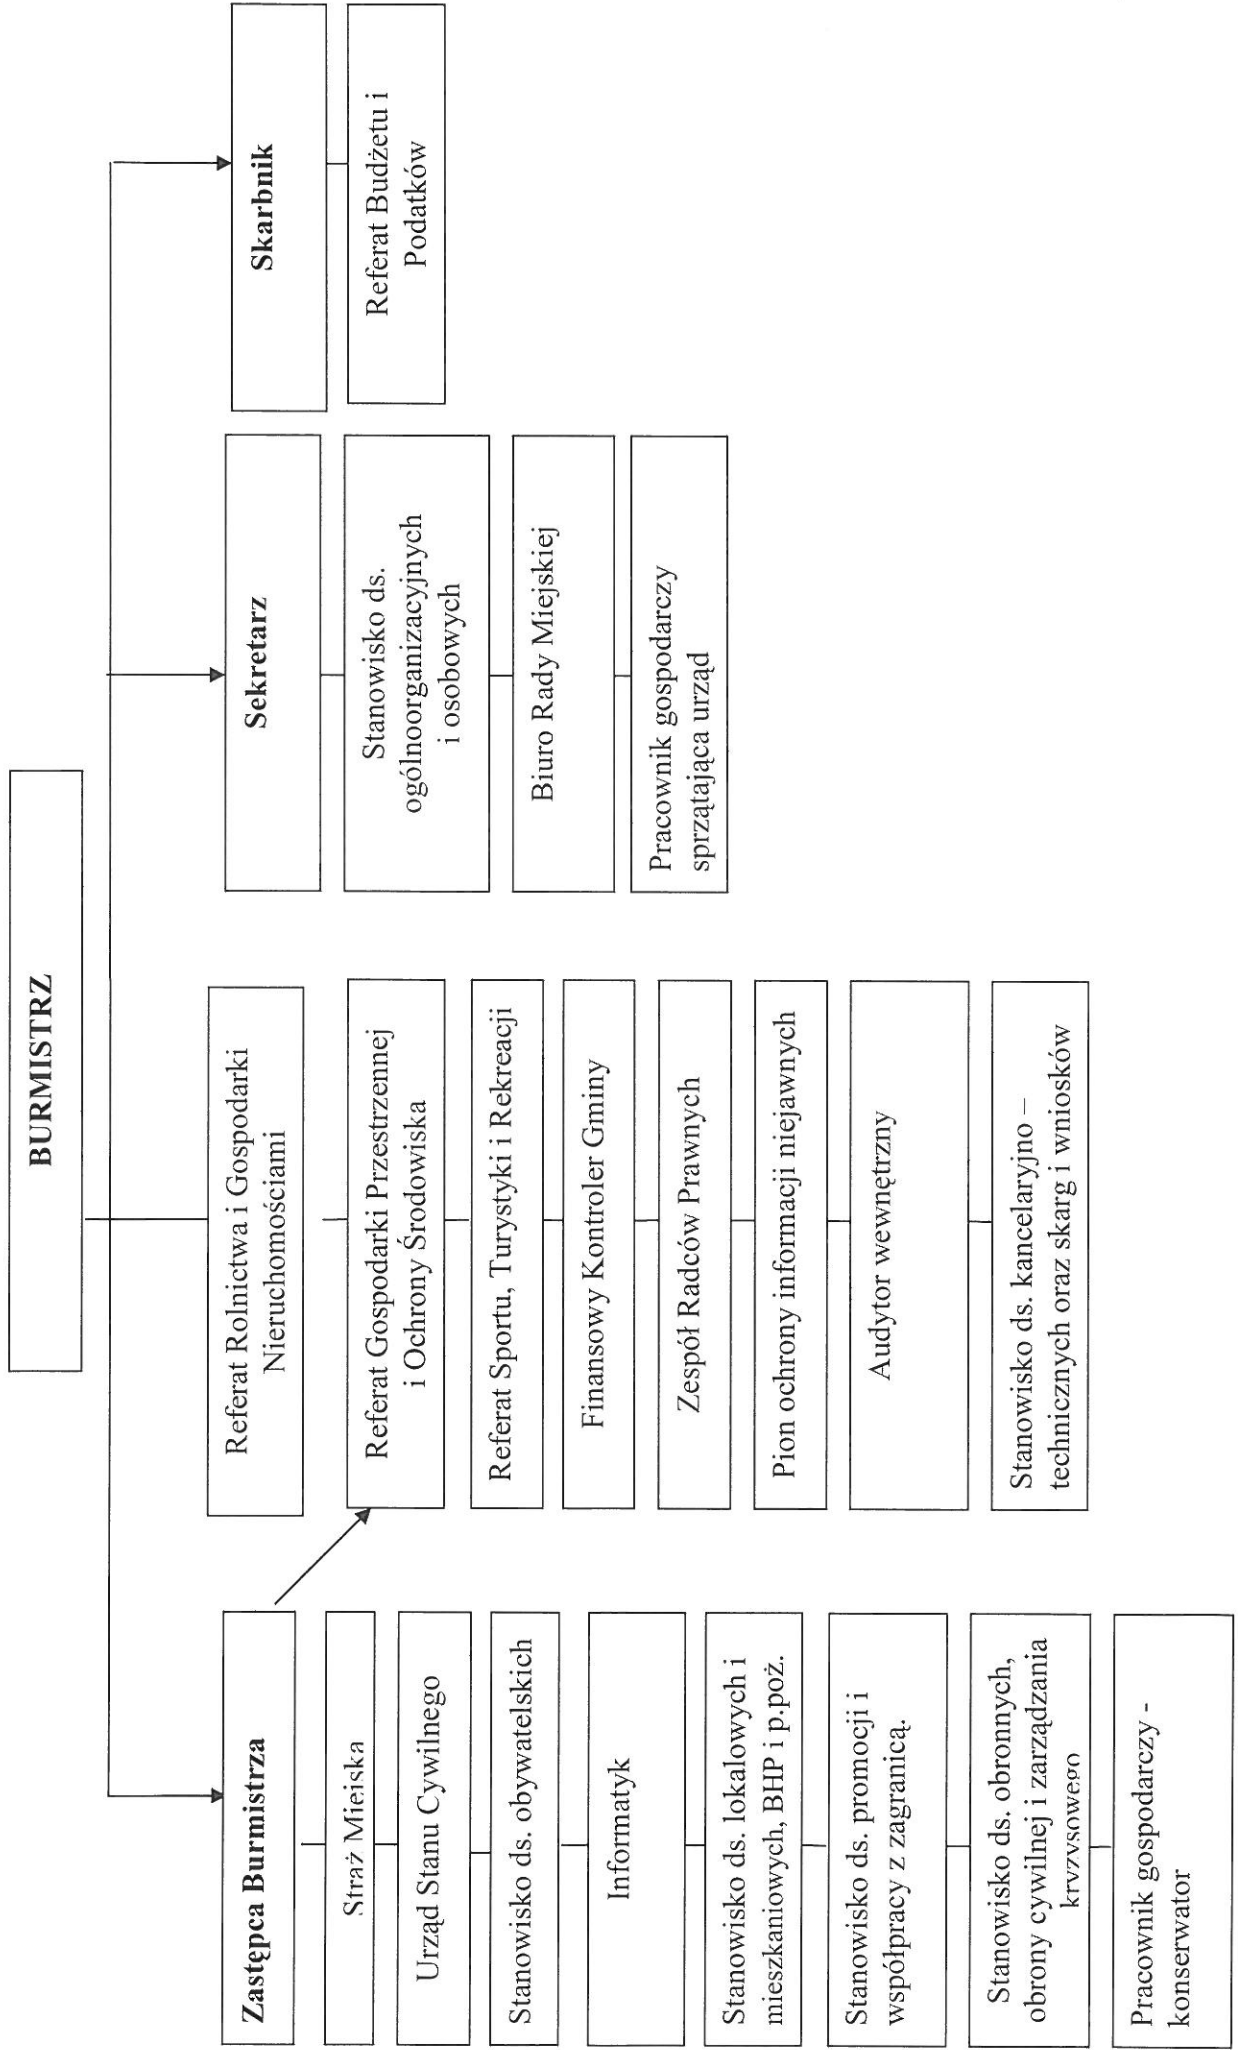 BURMISTRZ
Zastępca Burmistrza
Straż Miejska
Urząd Stanu Cywilnego
Stanowisko ds. obywatelskich
Informatyk
Stanowisko ds. lokalowych i
mieszkaniowych, BHP i p.poż.
Stanowisko ds. promocji i
współpracy z zagranicą.
Stanowisko ds. obronnych,
obrony cywilnej i zarządzania
kryzysowego
Pracownik gospodarczy -
konserwator
Referat Rolnictwa i Gospodarki
Nieruchomościami
Referat Gospodarki Przestrzennej
i Ochrony Środowiska
Referat Sportu, Turystyki i Rekreacji
Finansowy Kontroler Gminy
Zespół Radców Prawnych
Pion ochrony informacji niejawnych
Audytor wewnętrzny
Stanowisko ds. kancelaryjno –
technicznych oraz skarg i wniosków
Sekretarz
Stanowisko ds.
ogólnoorganizacyjnych
i osobowych
Biuro Rady Miejskiej
Pracownik gospodarczy
sprzątająca urząd
Skarbnik
Referat Budżetu i
Podatków